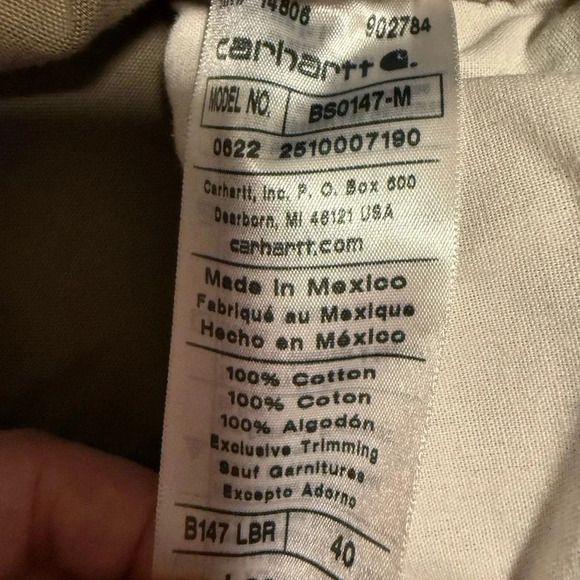 14806 902784
carhartt
MODEL NO. BS0147-M
0622 2510007190
Carhartt, Inc. P. O. Box 600
Dearborn, MI 48121 USA
carhartt.com
Made in Mexico
Fabriqué au Mexique
Hecho en México
100% Cotton
100% Coton
100% Algodón
Exclusive Trimming
Sauf Garnitures
Excepto Adorno
B147 LBR 40